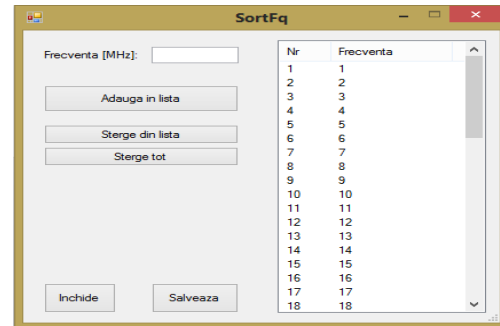 SortFq
Frecventa [MHz]:
Adauga in lista
Sterge din lista
Sterge tot
Inchide
Salveaza
Nr Frecventa
1 1
2 2
3 3
4 4
5 5
6 6
7 7
8 8
9 9
10 10
11 11
12 12
13 13
14 14
15 15
16 16
17 17
18 18